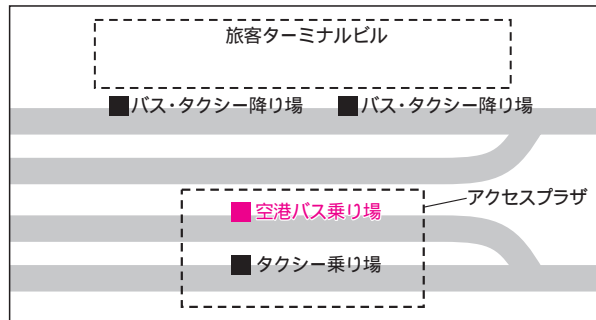 旅客ターミナルビル
バス・タクシー降り場
バス・タクシー降り場
アクセスプラザ
空港バス乗り場
タクシー乗り場